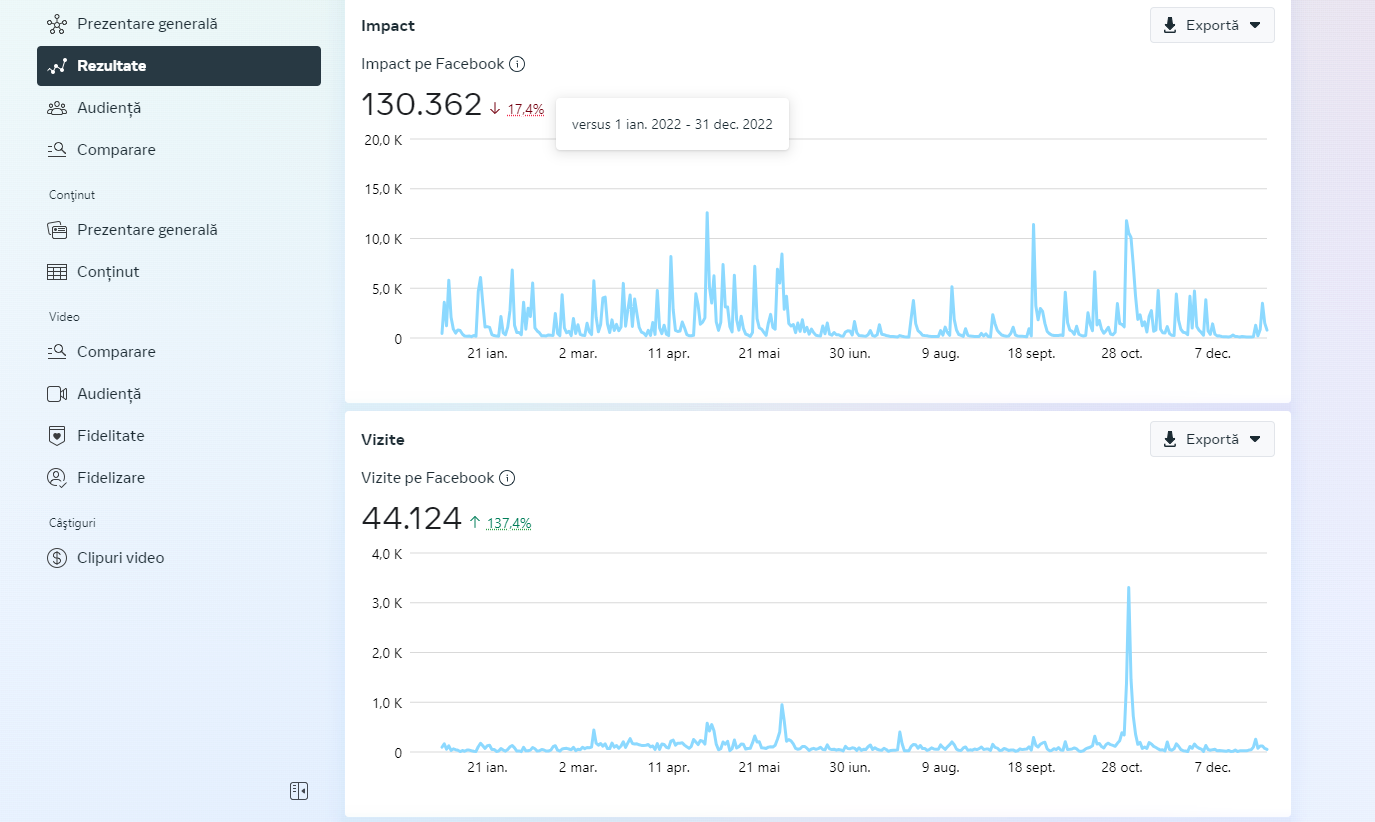 Prezentare generală
Rezultate
Audiență
Comparare
Conţinut
Prezentare generală
Conținut
Video
Comparare
Audiență
Fidelitate
Fidelizare
Câştiguri
Clipuri video
Impact
Exportă
Impact pe Facebook
130.362 17,4%
versus 1 ian. 2022 - 31 dec. 2022
20,0 K
15,0 K
10,0 K
5,0 K
0
21 ian. 2 mar. 11 apr. 21 mai 30 iun. 9 aug. 18 sept. 28 oct. 7 dec.
Vizite
Exportă
Vizite pe Facebook
44.124 137,4%
4,0 K
3,0 K
2,0 K
1,0 K
0
21 ian. 2 mar. 11 apr. 21 mai 30 iun. 9 aug. 18 sept. 28 oct. 7 dec.